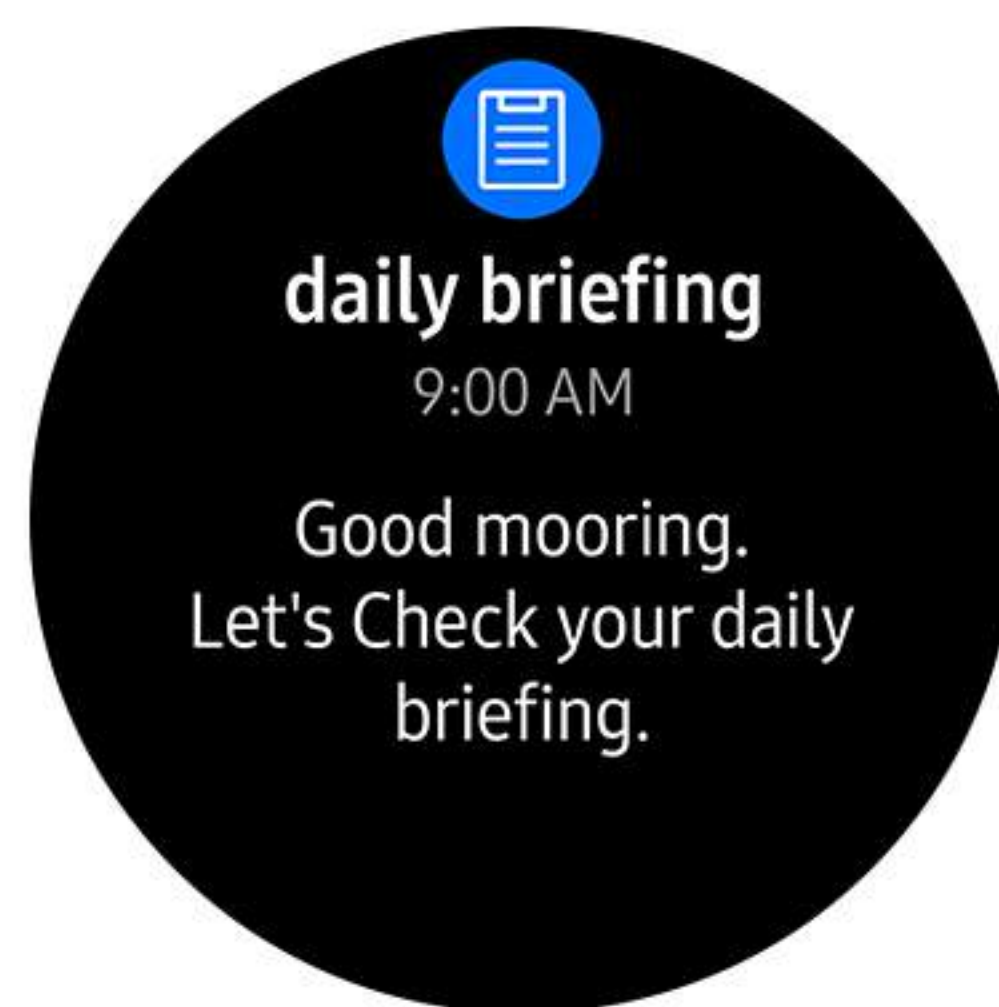 daily briefing
9:00 AM
Good mooring.
Let's Check your daily
briefing.